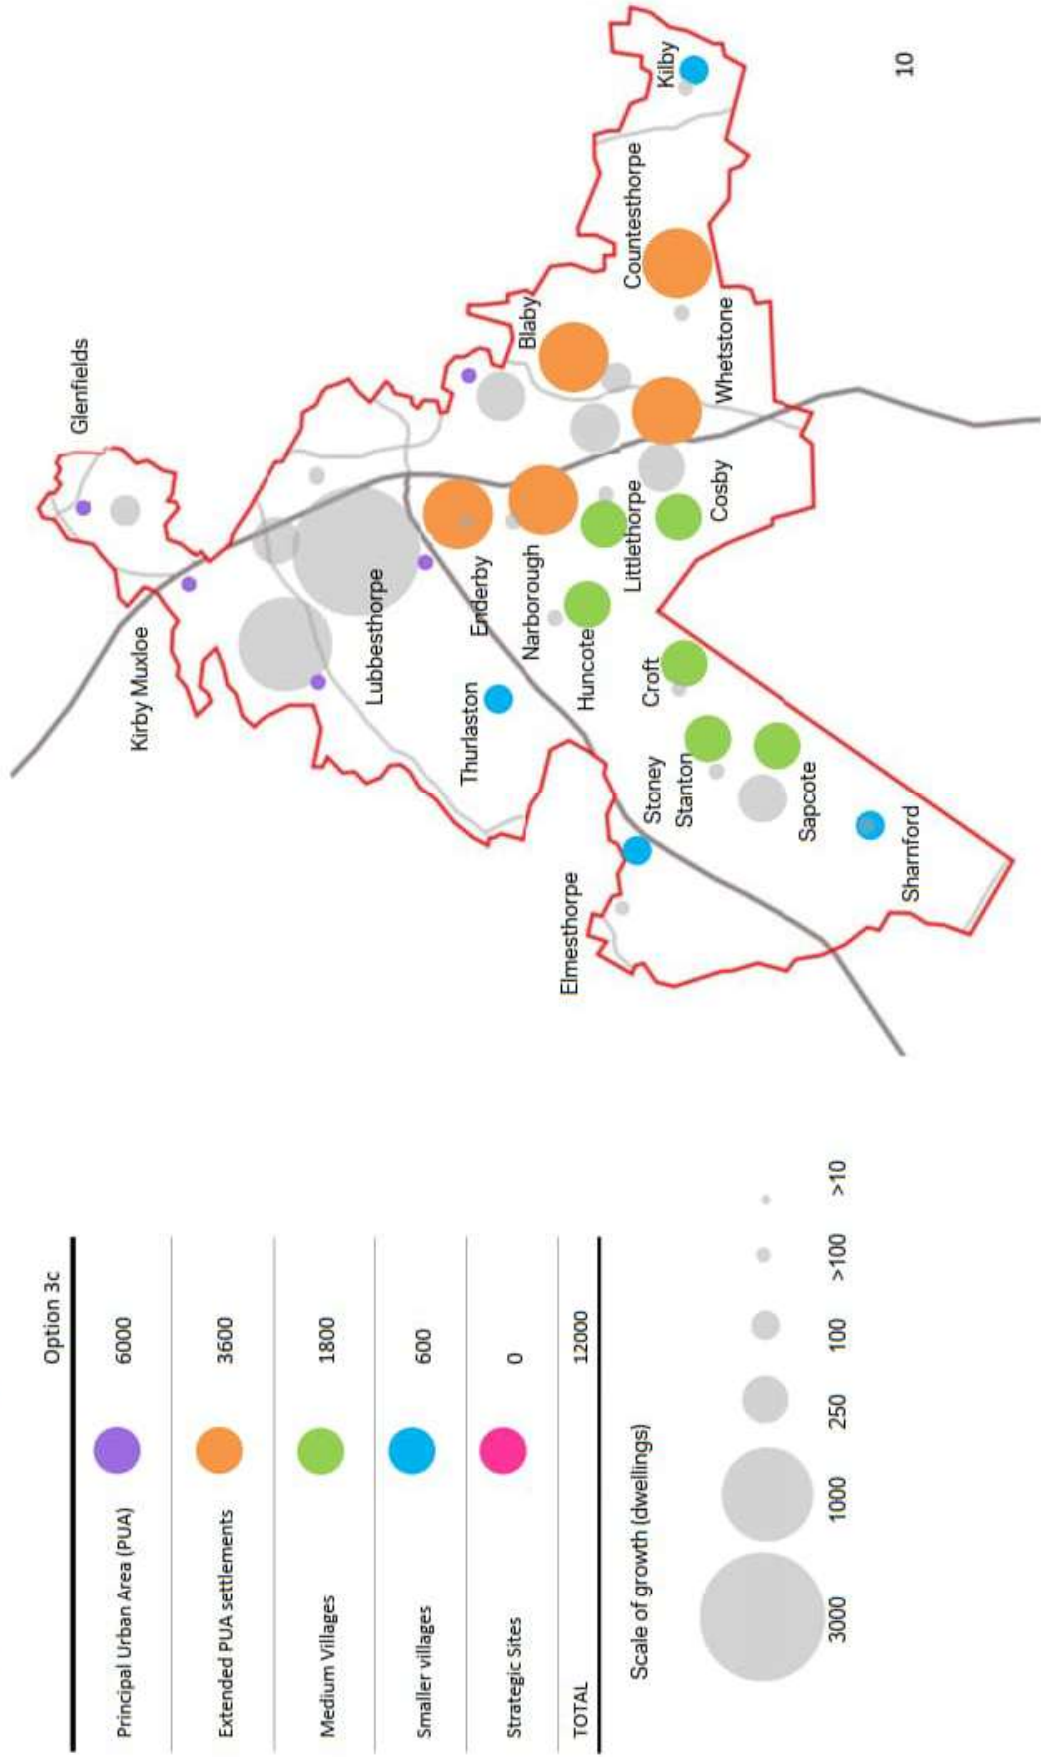 Option 3c
Principal Urban Area (PUA) 6000
Extended PUA settlements 3600
Medium Villages 1800
Smaller villages 600
Strategic Sites 0
TOTAL 12000
Scale of growth (dwellings)
3000 1000 250 100 >100 >10
Glenfields
Kirby Muxloe
Lubbesthorpe
Thurlaston
Enderby
Blaby
Narborough
Elmesthorpe
Huncote
Littlethorpe
Countesthorpe
Kilby
Stoney
Stanton
Croft
Cosby
Whetstone
Sapcote
Sharnford
10